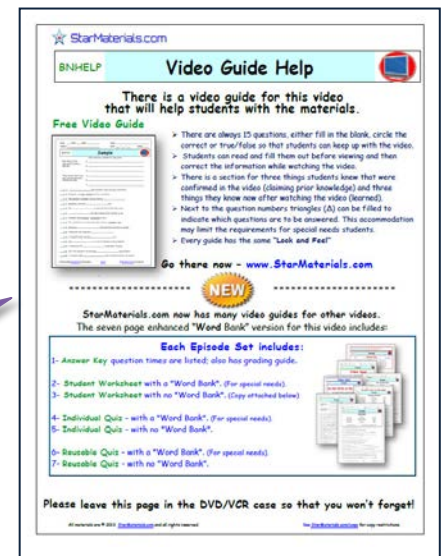 StarMaterials.com
BNHELP
Video Guide Help
There is a video guide for this video
that will help students with the materials.
Free Video Guide
Sample
➢ There are always 15 questions, either fill in the blank, circle the
correct or true/false so that students can keep up with the video.
➢ Students can read and fill them out before viewing and then
correct the information while watching the video.
➢ There is a section for three things students knew that were
confirmed in the video (claiming prior knowledge) and three
things they know now after watching the video (learned).
➢ Next to the question numbers triangles (Δ) can be filled to
indicate which questions are to be answered. This accommodation
may limit the requirements for special needs students.
➢ Every guide has the same "Look and Feel"
Go there now - www.StarMaterials.com
NEW
StarMaterials.com now has many video guides for other videos.
The seven page enhanced "Word Bank" version for this video includes:
Each Episode Set includes:
1- Answer Key question times are listed; also has grading guide.
2- Student Worksheet with a "Word Bank". (For special needs).
3- Student Worksheet with no "Word Bank". (Copy attached below)
4- Individual Quiz - with a "Word Bank". (For special needs).
5- Individual Quiz - with no "Word Bank".
6- Reusable Quiz - with a "Word Bank". (For special needs).
7- Reusable Quiz - with no "Word Bank".
Please leave this page in the DVD/VCR case so that you won't forget!